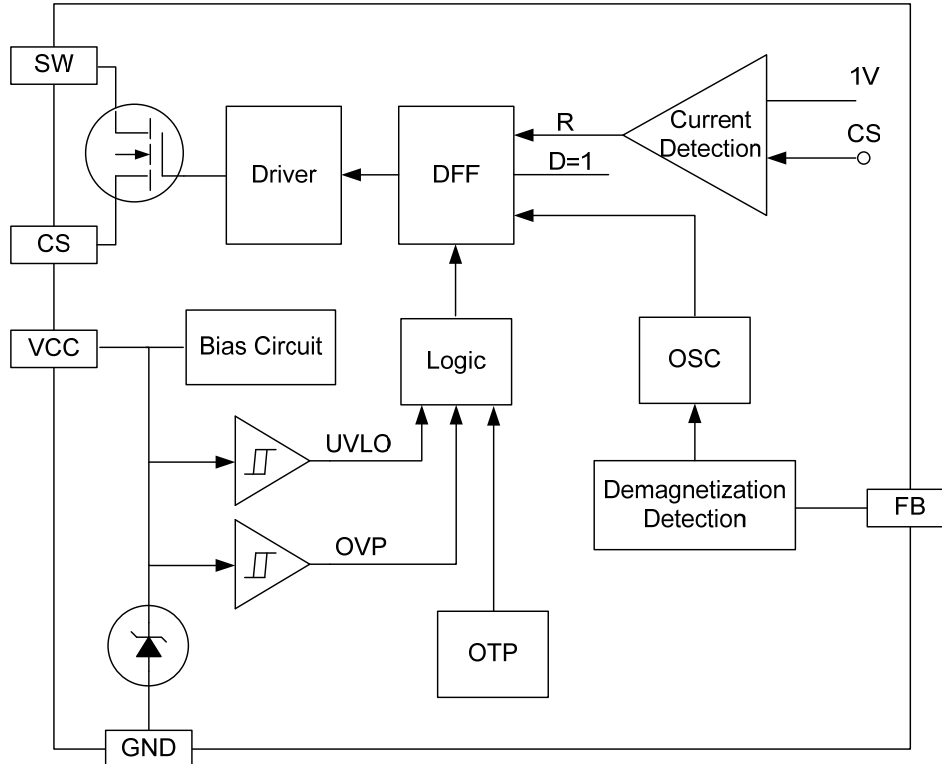 SW
1V
R
Current
Detection
CS
Driver
DFF
D=1
CS
VCC
Bias Circuit
Logic
OSC
UVLO
Demagnetization
Detection
FB
OVP
OTP
GND